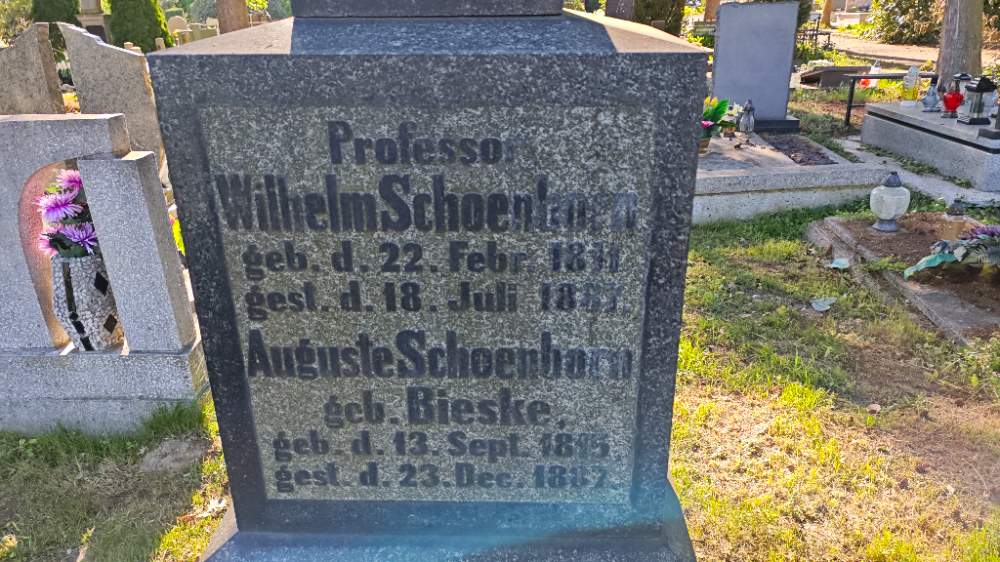 Professor
Wilhelm Schoenborn
geb. d. 22. Febr.
gest. d. 18. Juli
Auguste Schoenborn
geb. Bieske,
geb. d. 13. Sept.
gest. d. 23. Dec.